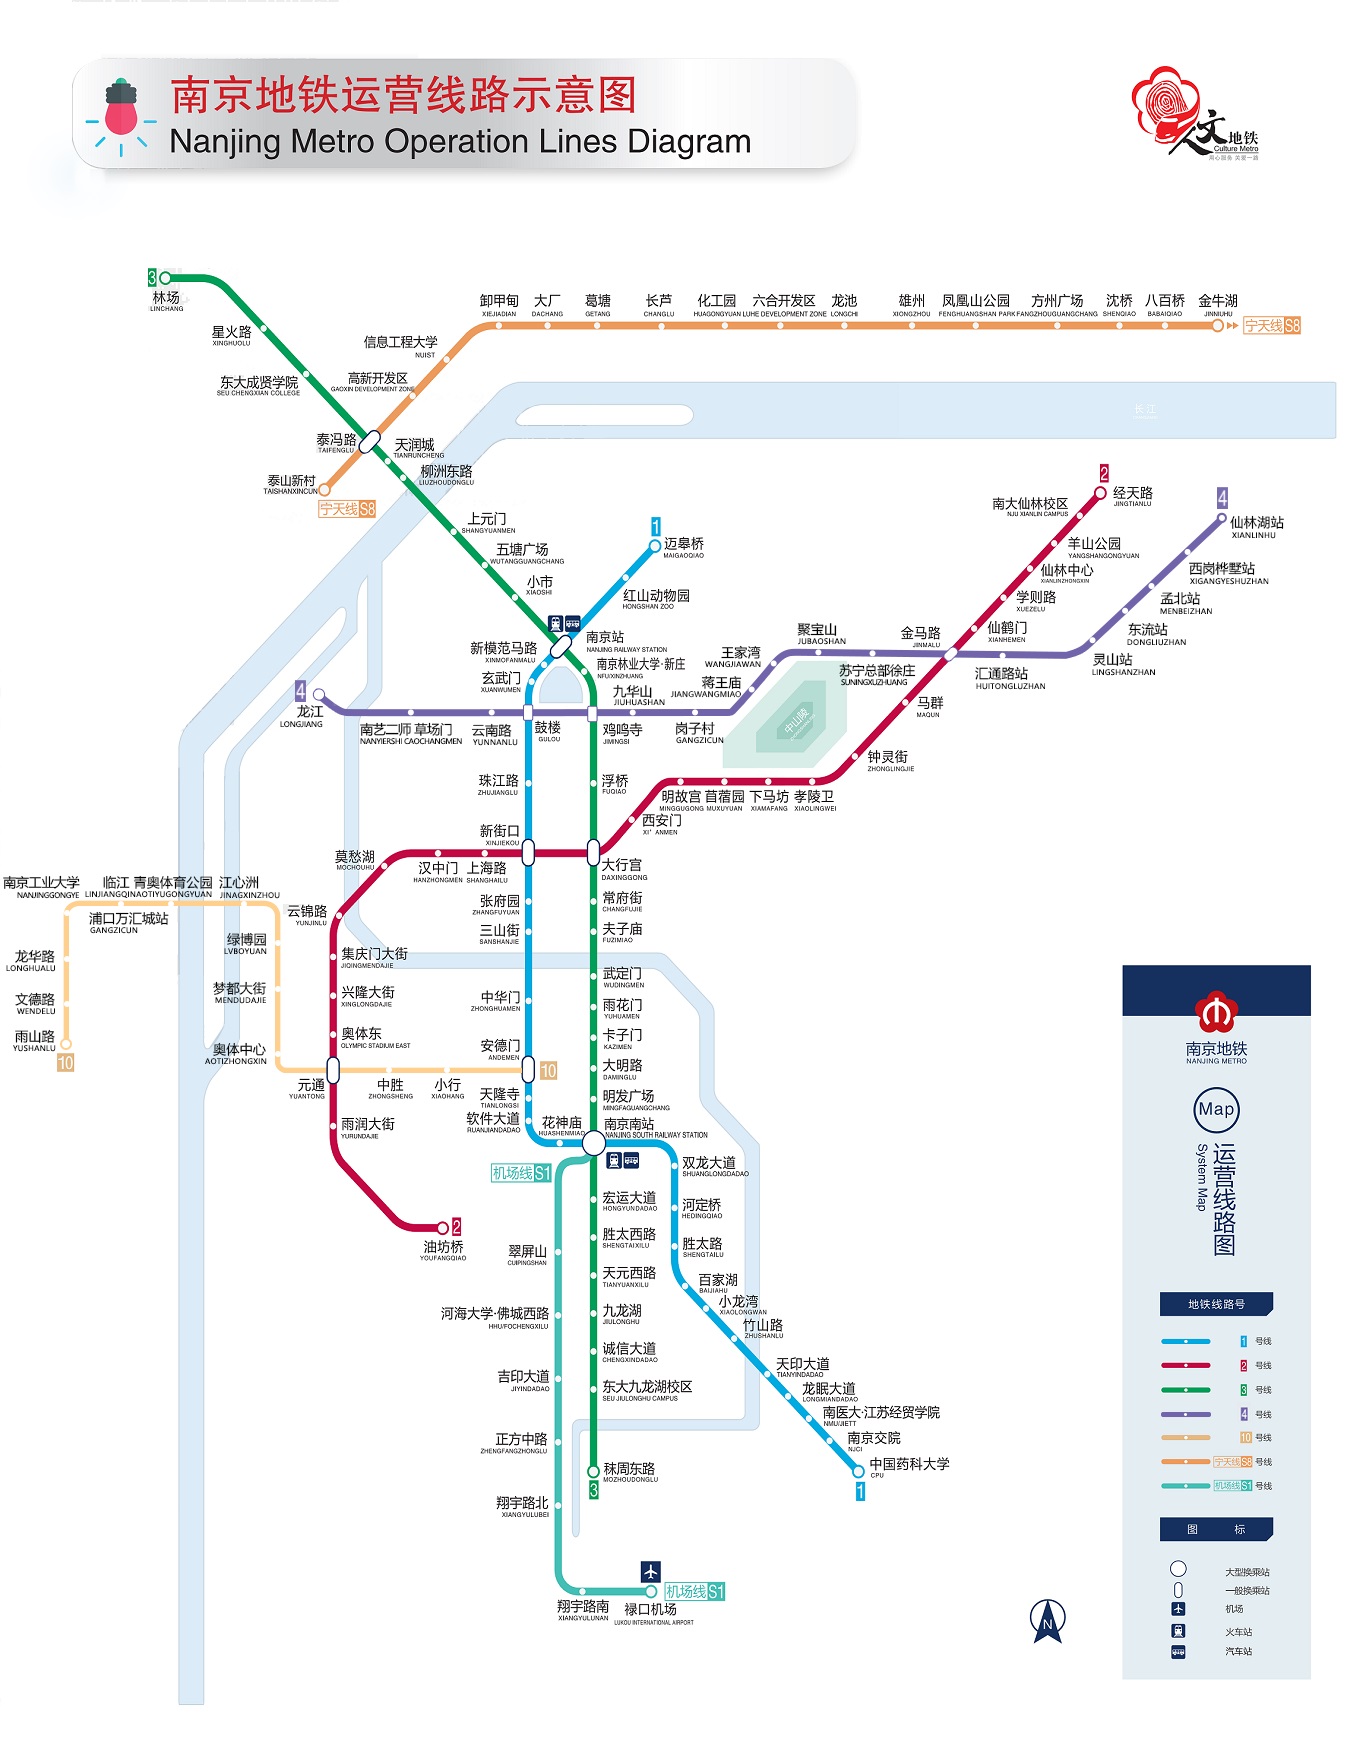 南京地铁运营线路示意图
Nanjing Metro Operation Lines Diagram
文地铁
Culture Metro
用心服务 关爱一路
3
林场
LINCHANG
星火路
XINGHUOLU
东大成贤学院
SEU CHENGXIAN COLLEGE
泰冯路
TAIFENGLU
天润城
TIANRUNCHENG
柳洲东路
LIUZHOUDONGLU
上元门
SHANGYUANMEN
五塘广场
WUTANGGUANGCHANG
小市
XIAOSHI
泰山新村
TAISHANXINCUN
宁天线S8
高新开发区
GAOXIN DEVELOPMENT ZONE
信息工程大学
NUIST
卸甲甸
XIEJIADIAN
大厂
DACHANG
葛塘
GETANG
长芦
CHANGLU
化工园
HUAGONGYUAN
六合开发区
LUHE DEVELOPMENT ZONE
龙池
LONGCHI
雄州
XIONGZHOU
凤凰山公园
FENGHUANGSHAN PARK
方州广场
FANGZHOUGUANGCHANG
沈桥
SHENQIAO
八百桥
BABAIQIAO
金牛湖
JINNIUHU
宁天线S8
长江
1
迈皋桥
MAIGAOQIAO
红山动物园
HONGSHAN ZOO
南京站
NANJING RAILWAY STATION
新模范马路
XINMOFANMALU
玄武门
XUANWUMEN
南京林业大学·新庄
NFU/XINZHUANG
2
经天路
JINGTIANLU
南大仙林校区
NJU XIANLIN CAMPUS
羊山公园
YANGSHANGONGYUAN
仙林中心
XIANLINZHONGXIN
学则路
XUEZELU
仙鹤门
XIANHEMEN
金马路
JINMALU
马群
MAQUN
钟灵街
ZHONGLINGJIE
4
仙林湖站
XIANLINHU
西岗桦墅站
XIGANGYESHUZHAN
孟北站
MENBEIZHAN
东流站
DONGLIUZHAN
灵山站
LINGSHANZHAN
汇通路站
HUITONGLUZHAN
苏宁总部徐庄
SUNINGXUZHUANG
聚宝山
JUBAOSHAN
王家湾
WANGJIAWAN
蒋王庙
JIANGWANGMIAO
岗子村
GANGZICUN
九华山
JIUHUASHAN
鸡鸣寺
JIMINGSI
鼓楼
GULOU
云南路
YUNNANLU
南艺二师 草场门
NANYIERSHI CAOCHANGMEN
4
龙江
LONGJIANG
中山陵
珠江路
ZHUJIANGLU
浮桥
FUQIAO
明故宫
MINGGUGONG
苜蓿园
MUXUYUAN
下马坊
XIAMAFANG
孝陵卫
XIAOLINGWEI
西安门
XI'ANMEN
新街口
XINJIEKOU
大行宫
DAXINGGONG
上海路
SHANGHAILU
汉中门
HANZHONGMEN
莫愁湖
MOCHOUHU
云锦路
YUNJINLU
集庆门大街
JIQINGMENDAJIE
兴隆大街
XINGLONGDAJIE
奥体东
OLYMPIC STADIUM EAST
元通
YUANTONG
雨润大街
YURUNDAJIE
油坊桥
YOUFANGQIAO
2
张府园
ZHANGFUYUAN
三山街
SANSHANJIE
中华门
ZHONGHUAMEN
安德门
ANDEMEN
10
天隆寺
TIANLONGSI
软件大道
RUANJIANDADAO
花神庙
HUASHENMIAO
常府街
CHANGFUJIE
夫子庙
FUZIMIAO
武定门
WUDINGMEN
雨花门
YUHUAMEN
卡子门
KAZIMEN
大明路
DAMINGLU
明发广场
MINGFAGUANGCHANG
南京南站
NANJING SOUTH RAILWAY STATION
南京工业大学
NANJINGGONGYE
临江 青奥体育公园
LINJIANGQINAOTIYUGONGYUAN
江心洲
JINAGXINZHOU
浦口万汇城站
GANGZICUN
龙华路
LONGHUALU
文德路
WENDELU
雨山路
YUSHANLU
10
绿博园
LVBOYUAN
梦都大街
MENDUDAJIE
奥体中心
AOTIZHONGXIN
中胜
ZHONGSHENG
小行
XIAOHANG
机场线S1
翠屏山
CUIPINGSHAN
河海大学·佛城西路
HHU/FOCHENGXILU
吉印大道
JIYINDADAO
正方中路
ZHENGFANGZHONGLU
翔宇路北
XIANGYULUBEI
翔宇路南
XIANGYULUNAN
禄口机场
LUKOU INTERNATIONAL AIRPORT
机场线S1
宏运大道
HONGYUNDADAO
胜太西路
SHENGTAIXILU
天元西路
TIANYUANXILU
九龙湖
JIULONGHU
诚信大道
CHENGXINDADAO
东大九龙湖校区
SEU JIULONGHU CAMPUS
秣周东路
MOZHOUDONGLU
3
双龙大道
SHUANGLONGDADAO
河定桥
HEDINGQIAO
胜太路
SHENGTAILU
百家湖
BAIJIAHU
小龙湾
XIAOLONGWAN
竹山路
ZHUSHANLU
天印大道
TIANYINDADAO
龙眠大道
LONGMIANDADAO
南医大·江苏经贸学院
NMU/JIETT
南京交院
NJCI
中国药科大学
CPU
1
N
南京地铁
NANJING METRO
Map
运营线路图
System Map
地铁线路号
1 号线
2 号线
3 号线
4 号线
10 号线
宁天线S8 号线
机场线S1 号线
图 标
大型换乘站
一般换乘站
机场
火车站
汽车站